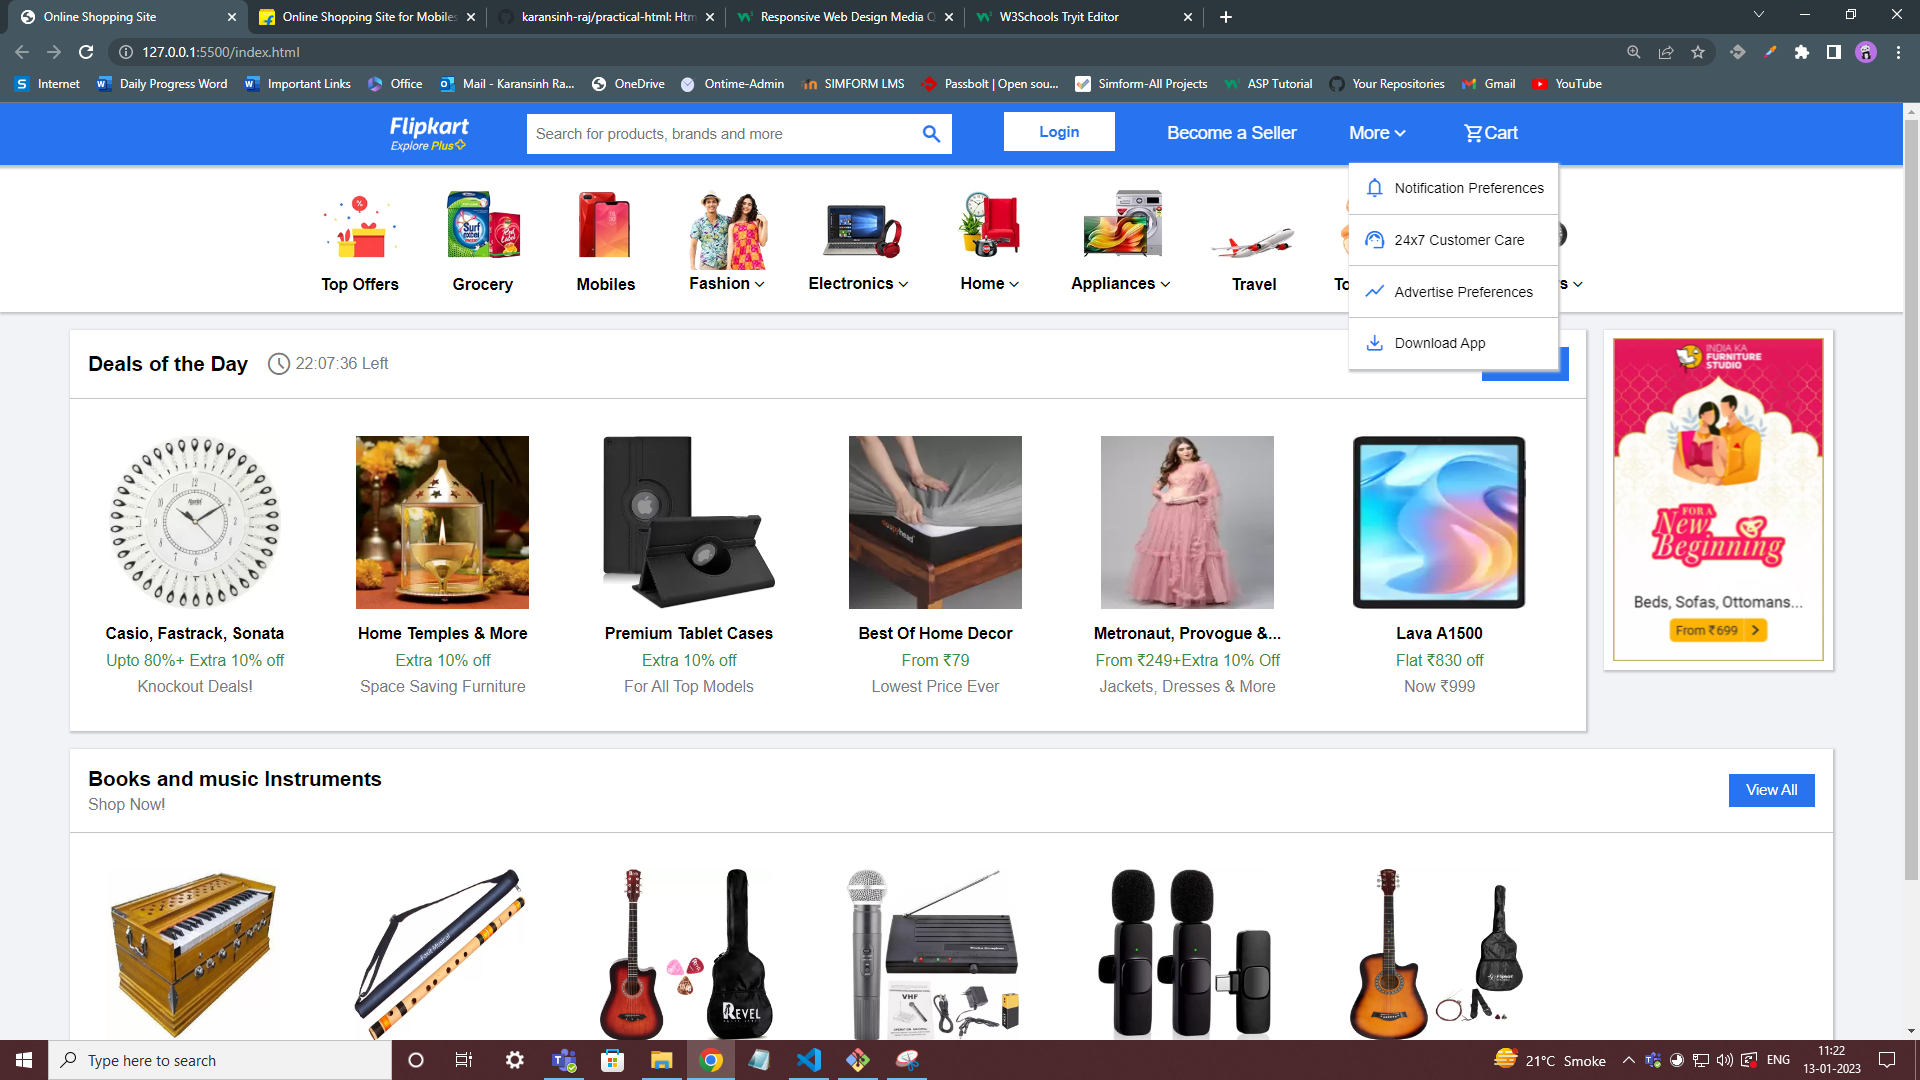 Online Shopping Site
Online Shopping Site for Mobiles
karansinh-raj/practical-html: Htm
Responsive Web Design Media Q
W3Schools Tryit Editor
127.0.0.1:5500/index.html
Internet
Daily Progress Word
Important Links
Office
Mail - Karansinh Ra...
OneDrive
Ontime-Admin
SIMFORM LMS
Passbolt | Open sou...
Simform-All Projects
ASP Tutorial
Your Repositories
Gmail
YouTube
Flipkart
Explore Plus
Search for products, brands and more
Login
Become a Seller
More
Cart
Notification Preferences
24x7 Customer Care
Advertise Preferences
Download App
Surf excel
Red Label
Top Offers
Grocery
Mobiles
Fashion
Electronics
Home
Appliances
Travel
To
s
Deals of the Day
22:07:36 Left
Casio, Fastrack, Sonata
Upto 80%+ Extra 10% off
Knockout Deals!
Home Temples & More
Extra 10% off
Space Saving Furniture
Premium Tablet Cases
Extra 10% off
For All Top Models
Best Of Home Decor
From ₹79
Lowest Price Ever
Metronaut, Provogue &...
From ₹249+Extra 10% Off
Jackets, Dresses & More
Lava A1500
Flat ₹830 off
Now ₹999
INDIA KA
FURNITURE
STUDIO
FOR A
New
Beginning
Beds, Sofas, Ottomans...
From ₹699
Books and music Instruments
Shop Now!
View All
REVEL
VHF
Type here to search
21°C Smoke
ENG
11:22
13-01-2023